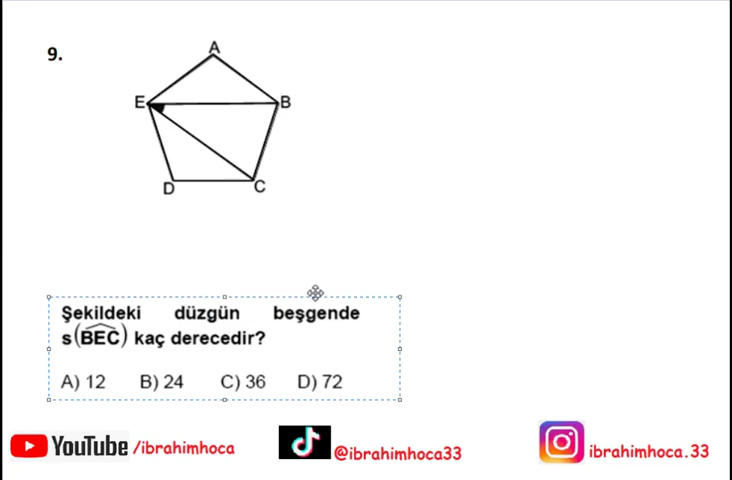 9.
A
E
B
D
C
Şekildeki düzgün beşgende
s(BEC) kaç derecedir?
A) 12 B) 24 C) 36 D) 72
YouTube /ibrahimhoca
@ibrahimhoca33
ibrahimhoca.33